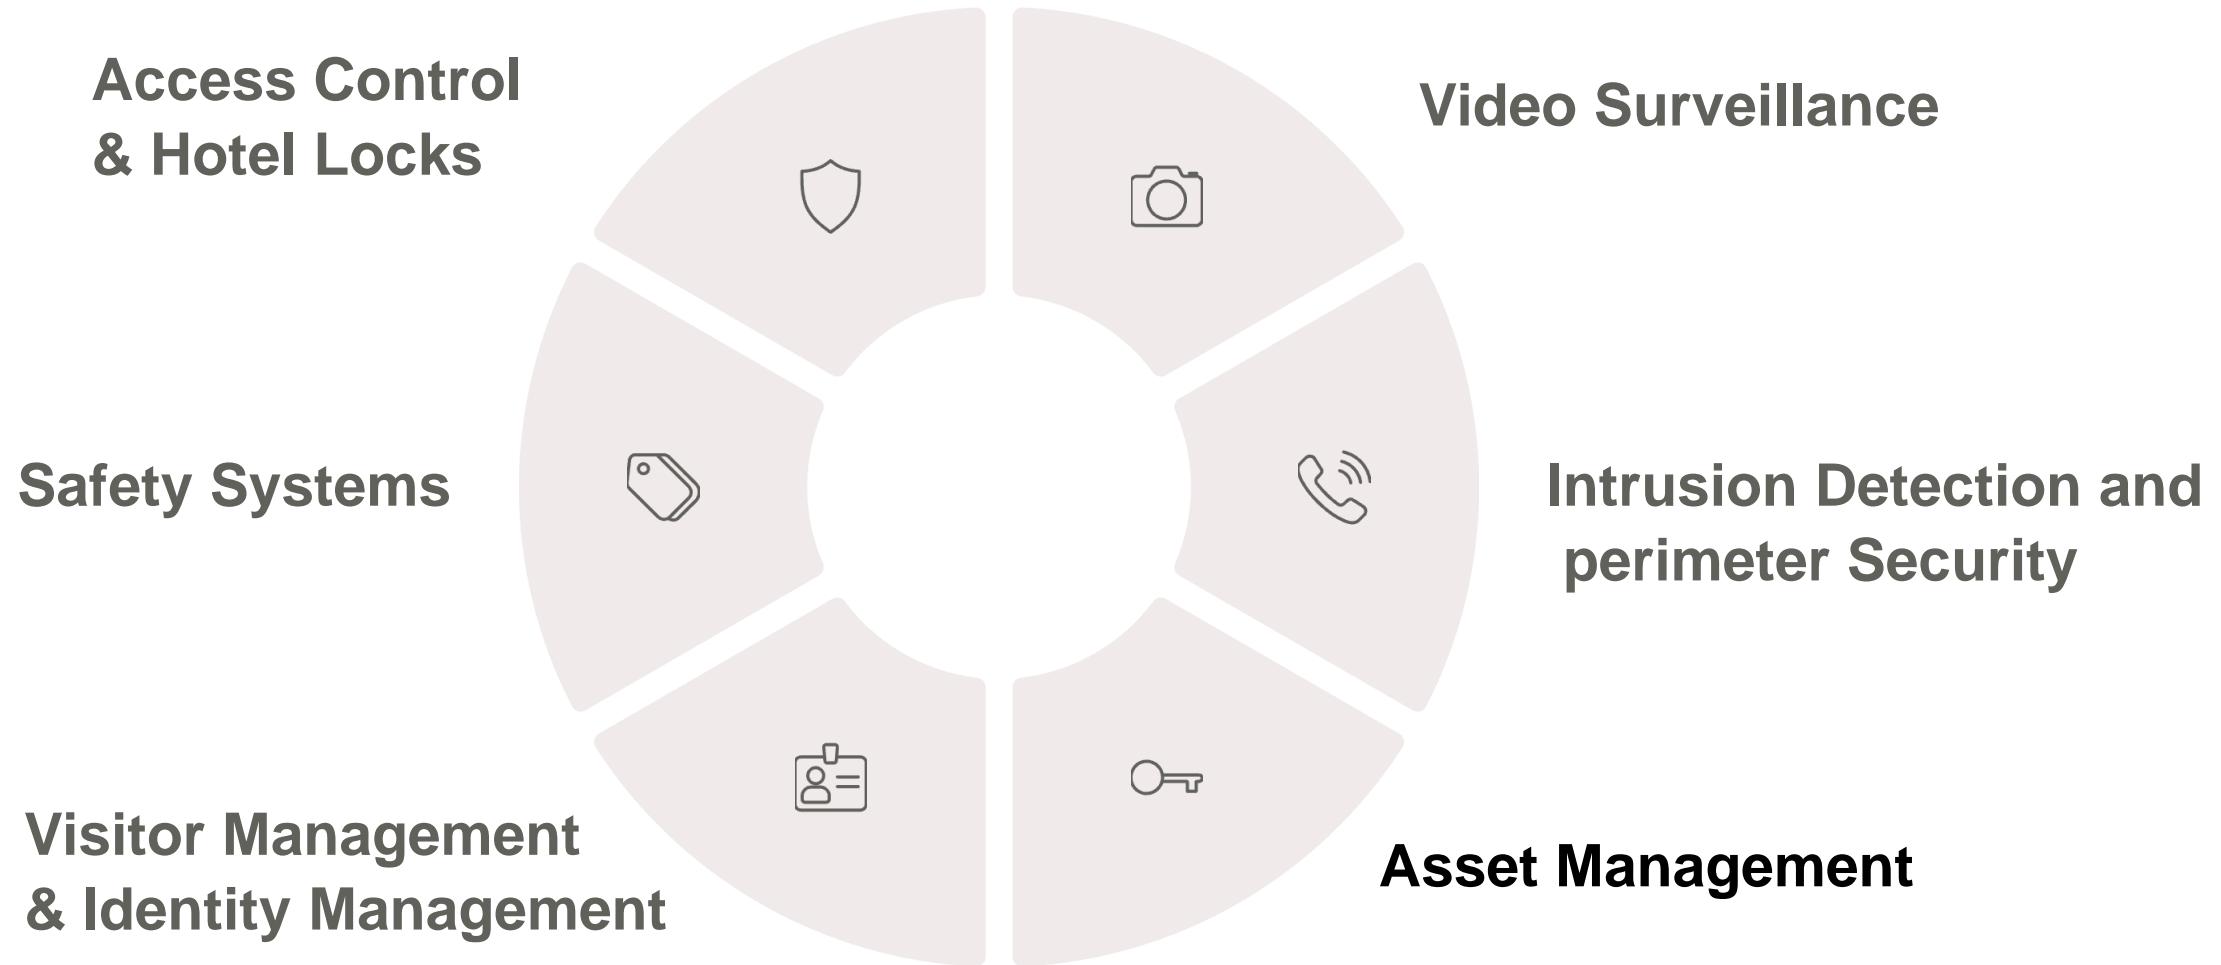 Access Control
& Hotel Locks
Video Surveillance
Safety Systems
Intrusion Detection and
perimeter Security
Visitor Management
& Identity Management
Asset Management